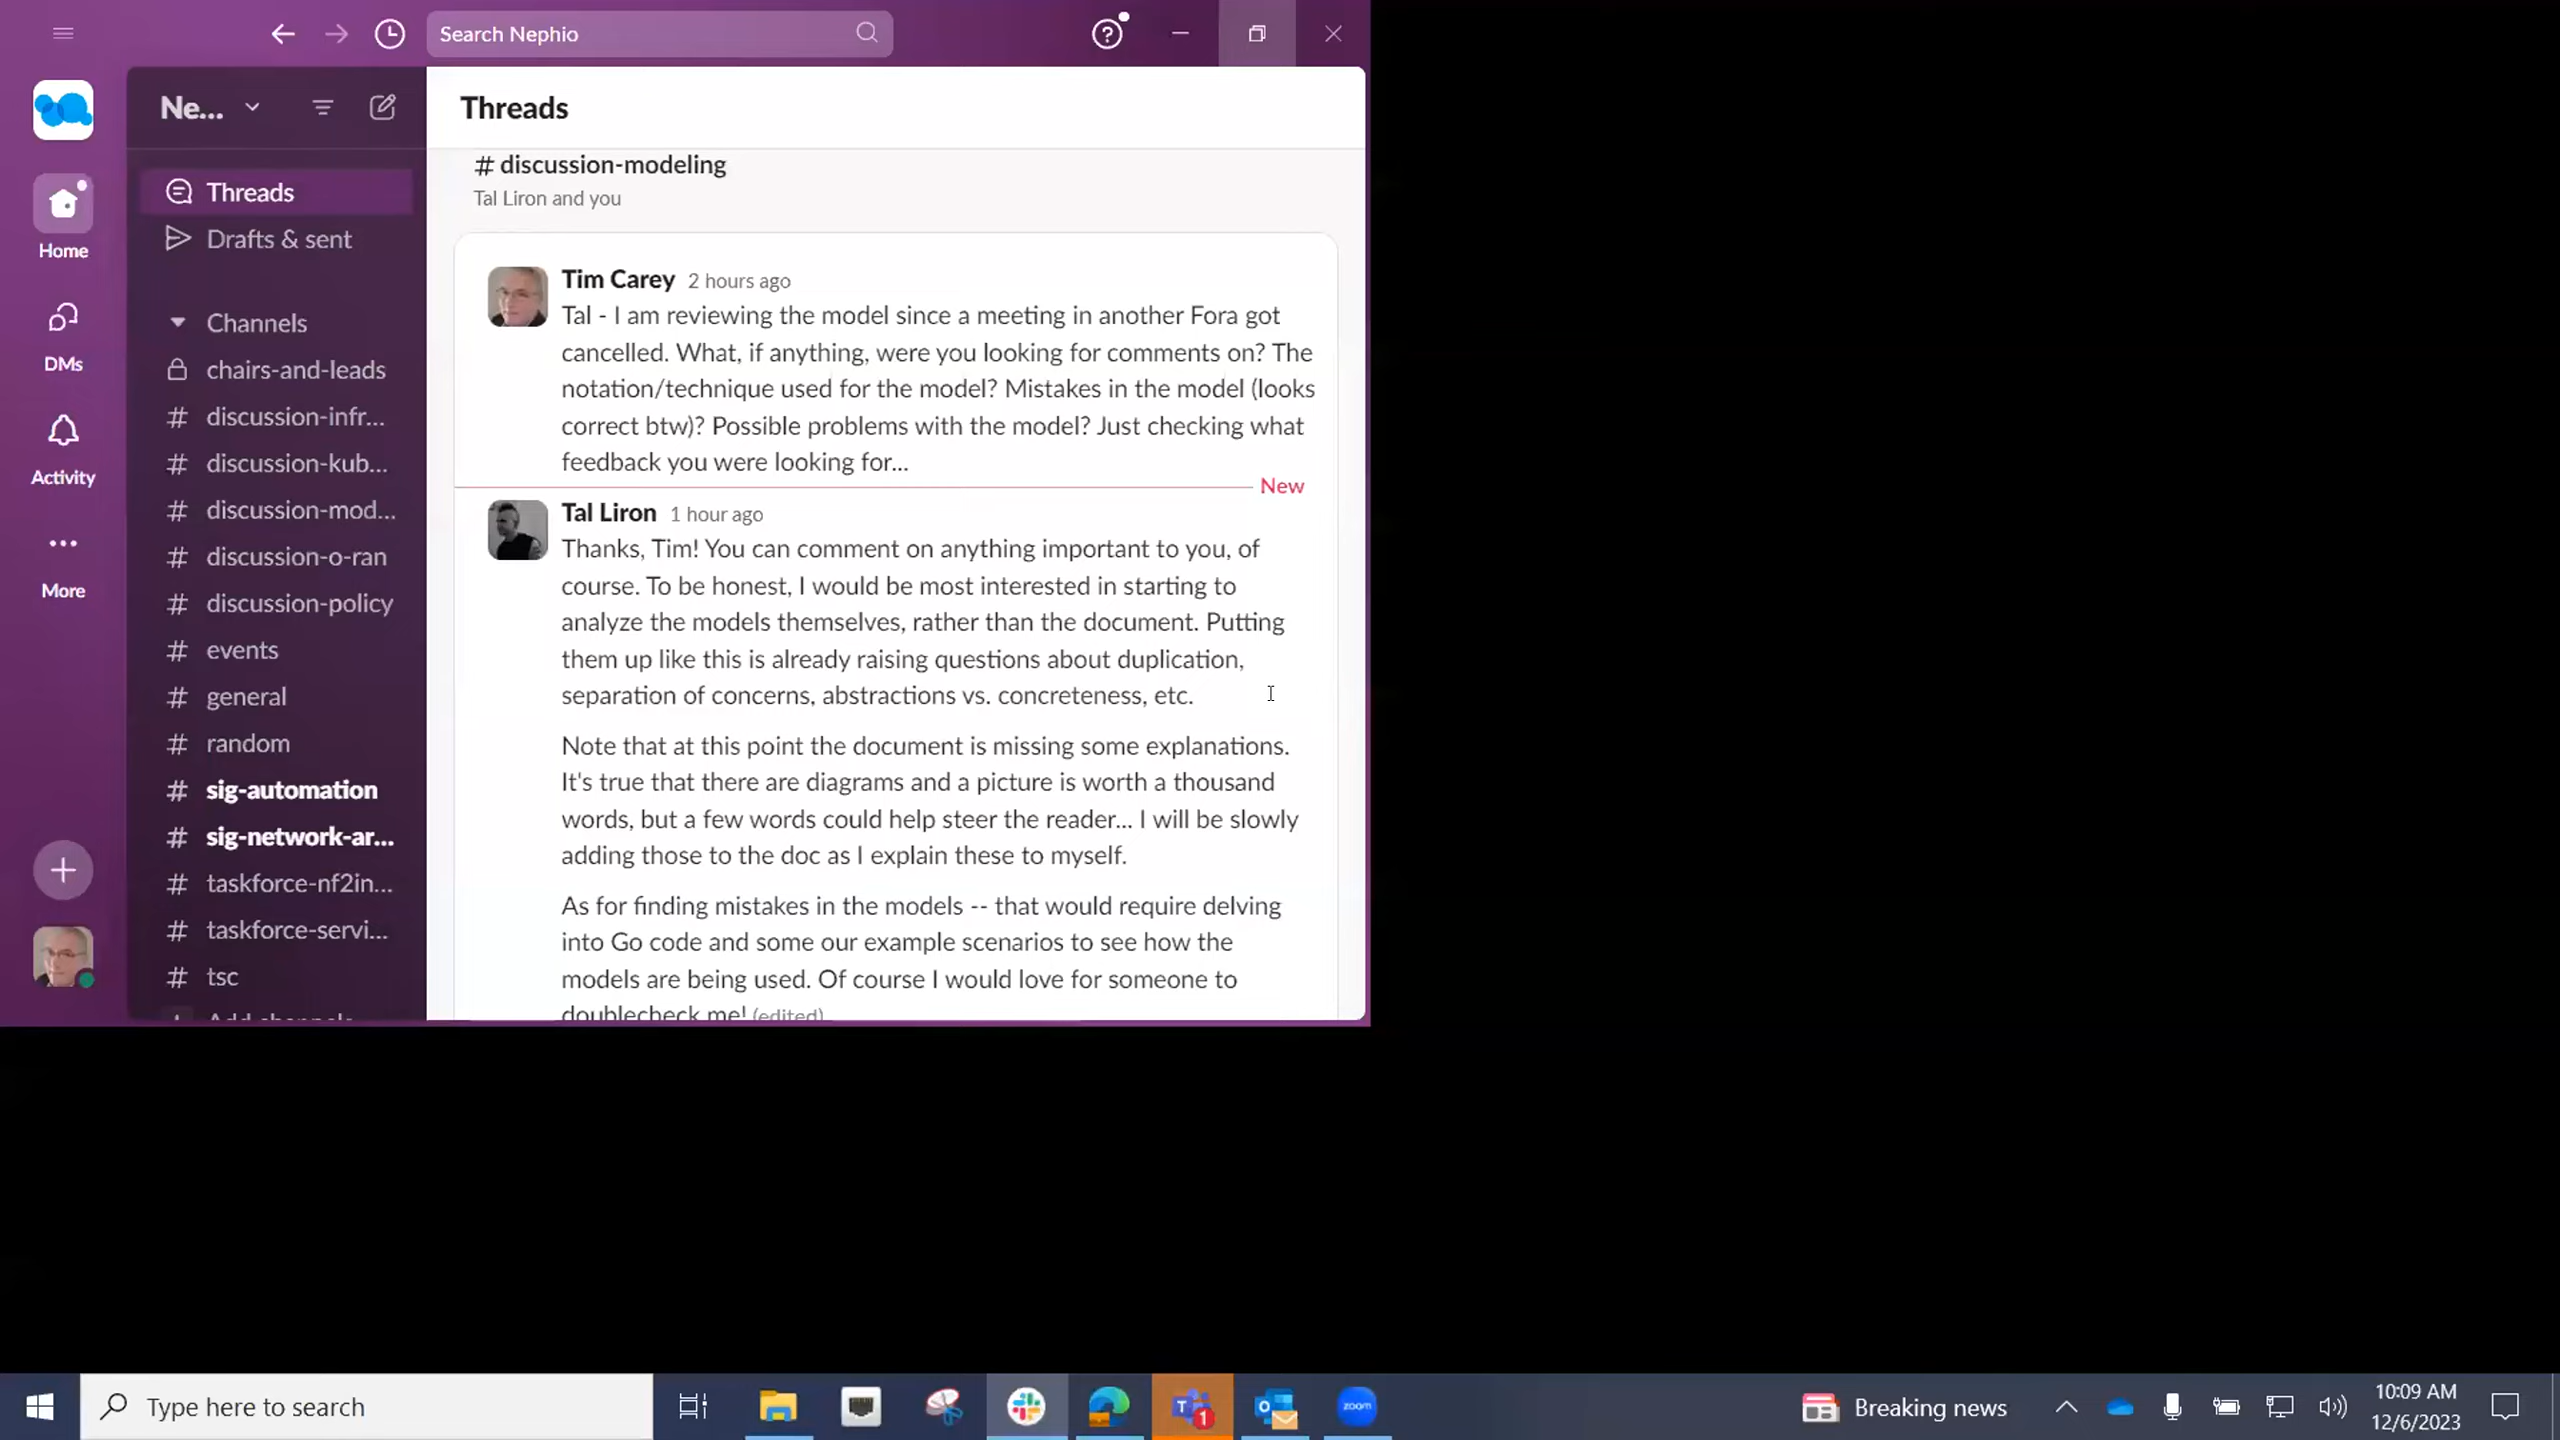 Search Nephio
Ne...
Threads
Drafts & sent
Channels
chairs-and-leads
# discussion-infr...
# discussion-kub...
# discussion-mod...
# discussion-o-ran
# discussion-policy
# events
# general
# random
# sig-automation
# sig-network-ar...
# taskforce-nf2in...
# taskforce-servi...
# tsc
Add channels
Home
DMs
Activity
More
Threads
# discussion-modeling
Tal Liron and you
Tim Carey 2 hours ago
Tal - I am reviewing the model since a meeting in another Fora got
cancelled. What, if anything, were you looking for comments on? The
notation/technique used for the model? Mistakes in the model (looks
correct btw)? Possible problems with the model? Just checking what
feedback you were looking for...
New
Tal Liron 1 hour ago
Thanks, Tim! You can comment on anything important to you, of
course. To be honest, I would be most interested in starting to
analyze the models themselves, rather than the document. Putting
them up like this is already raising questions about duplication,
separation of concerns, abstractions vs. concreteness, etc.
Note that at this point the document is missing some explanations.
It's true that there are diagrams and a picture is worth a thousand
words, but a few words could help steer the reader... I will be slowly
adding those to the doc as I explain these to myself.
As for finding mistakes in the models -- that would require delving
into Go code and some our example scenarios to see how the
models are being used. Of course I would love for someone to
doublecheck me! (edited)
Type here to search
T
1
zoom
Breaking news
10:09 AM
12/6/2023